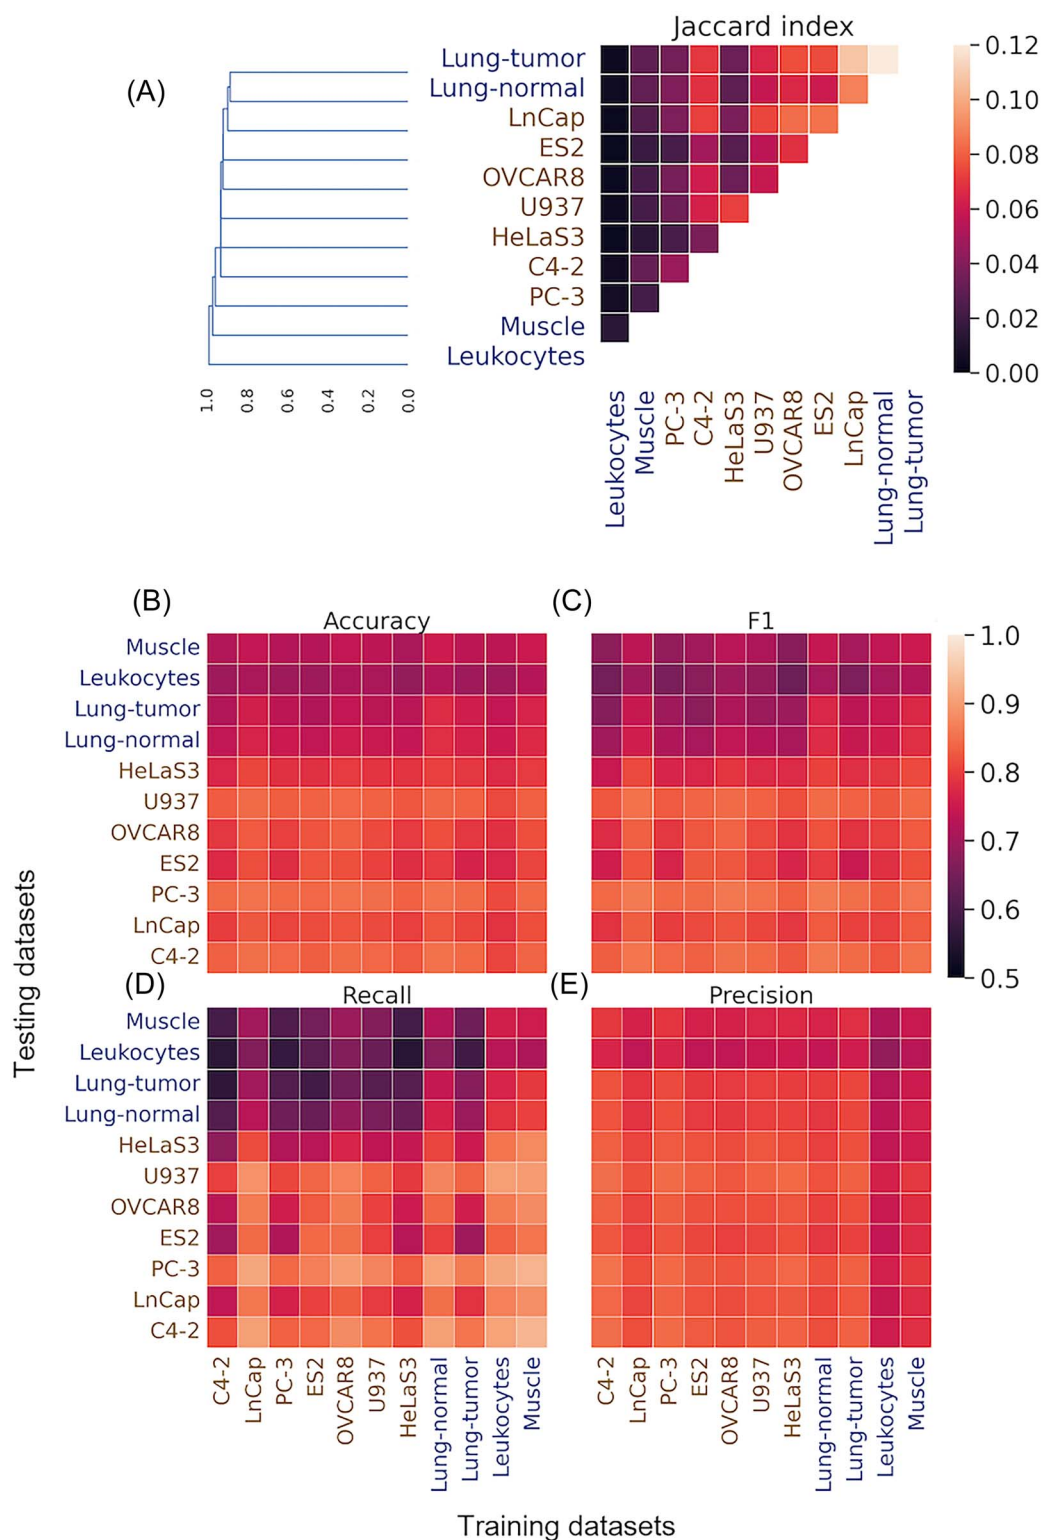 Jaccard index
(A)
Lung-tumor
Lung-normal
LnCap
ES2
OVCAR8
U937
HeLaS3
C4-2
PC-3
Muscle
Leukocytes
0.12
0.10
0.08
0.06
0.04
0.02
0.00
1.0
0.8
0.6
0.4
0.2
0.0
Leukocytes
Muscle
PC-3
C4-2
HeLaS3
U937
OVCAR8
ES2
LnCap
Lung-normal
Lung-tumor
(B)
Accuracy
(C)
F1
Muscle
Leukocytes
Lung-tumor
Lung-normal
HeLaS3
U937
OVCAR8
ES2
PC-3
LnCap
C4-2
1.0
0.9
0.8
0.7
0.6
0.5
Testing datasets
(D)
Recall
(E)
Precision
Muscle
Leukocytes
Lung-tumor
Lung-normal
HeLaS3
U937
OVCAR8
ES2
PC-3
LnCap
C4-2
C4-2
LnCap
PC-3
ES2
OVCAR8
U937
HeLaS3
Lung-normal
Lung-tumor
Leukocytes
Muscle
C4-2
LnCap
PC-3
ES2
OVCAR8
U937
HeLaS3
Lung-normal
Lung-tumor
Leukocytes
Muscle
Training datasets